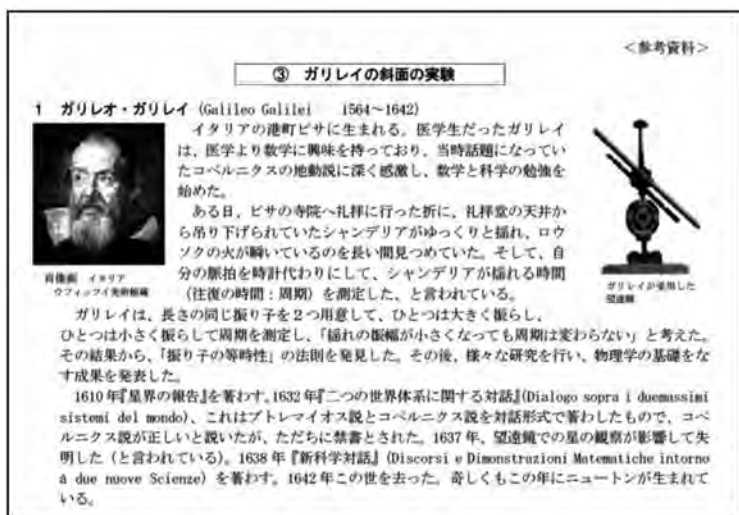 ＜参考資料＞
③ ガリレイの斜面の実験
1 ガリレオ・ガリレイ (Galileo Galilei 1564～1642)
イタリアの港町ピサに生まれる。医学生だったガリレイ
は、医学より数学に興味を持っており、当時話題になってい
たコペルニクスの地動説に深く感激し、数学と科学の勉強を
始めた。
ある日、ピサの寺院へ礼拝に行った折に、礼拝堂の天井か
ら吊り下げられていたシャンデリアがゆっくりと揺れ、ロウ
ソクの火が瞬いているのを長い間見つめていた。そして、自
分の脈拍を時計代わりにして、シャンデリアが揺れる時間
（往復の時間：周期）を測定した、と言われている。
肖像画 イタリア
ウフィッツイ美術館蔵
ガリレイが使用した
望遠鏡
ガリレイは、長さの同じ振り子を２つ用意して、ひとつは大きく振らし、
ひとつは小さく振らして周期を測定し、「揺れの振幅が小さくなっても周期は変わらない」と考えた。
その結果から、「振り子の等時性」の法則を発見した。その後、様々な研究を行い、物理学の基礎をな
す成果を発表した。
1610年『星界の報告』を著わす。1632年『二つの世界体系に関する対話』(Dialogo sopra i duemassimi
sistemi del mondo)、これはプトレマイオス説とコペルニクス説を対話形式で著わしたもので、コペ
ルニクス説が正しいと説いたが、ただちに禁書とされた。1637年、望遠鏡での星の観察が影響して失
明した（と言われている）。1638年『新科学対話』(Discorsi e Dimonstrazioni Matematiche intorno
à due nuove Scienze) を著わす。1642年この世を去った。奇しくもこの年にニュートンが生まれて
いる。